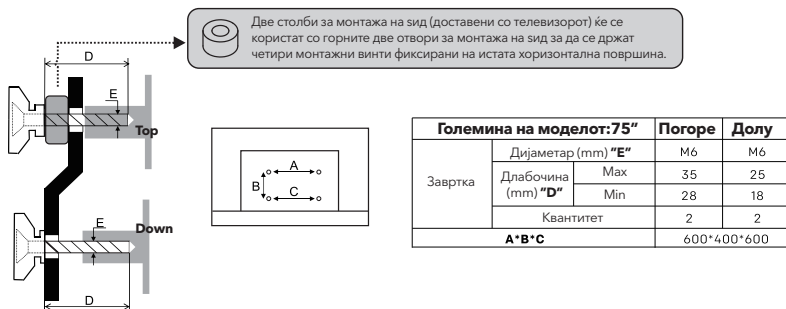 Две столби за монтажа на ѕид (доставени со телевизорот) ќе се
користат со горните две отвори за монтажа на ѕид за да се држат
четири монтажни винти фиксирани на истата хоризонтална површина.
D
E
Top
Down
E
D
A
B
C
Големина на моделот:75" Погоре Долу
Завртка Дијаметар (mm) "E" M6 M6
Длабочина (mm) "D" Max 35 25
Min 28 18
Квантитет 2 2
A*B*C 600*400*600